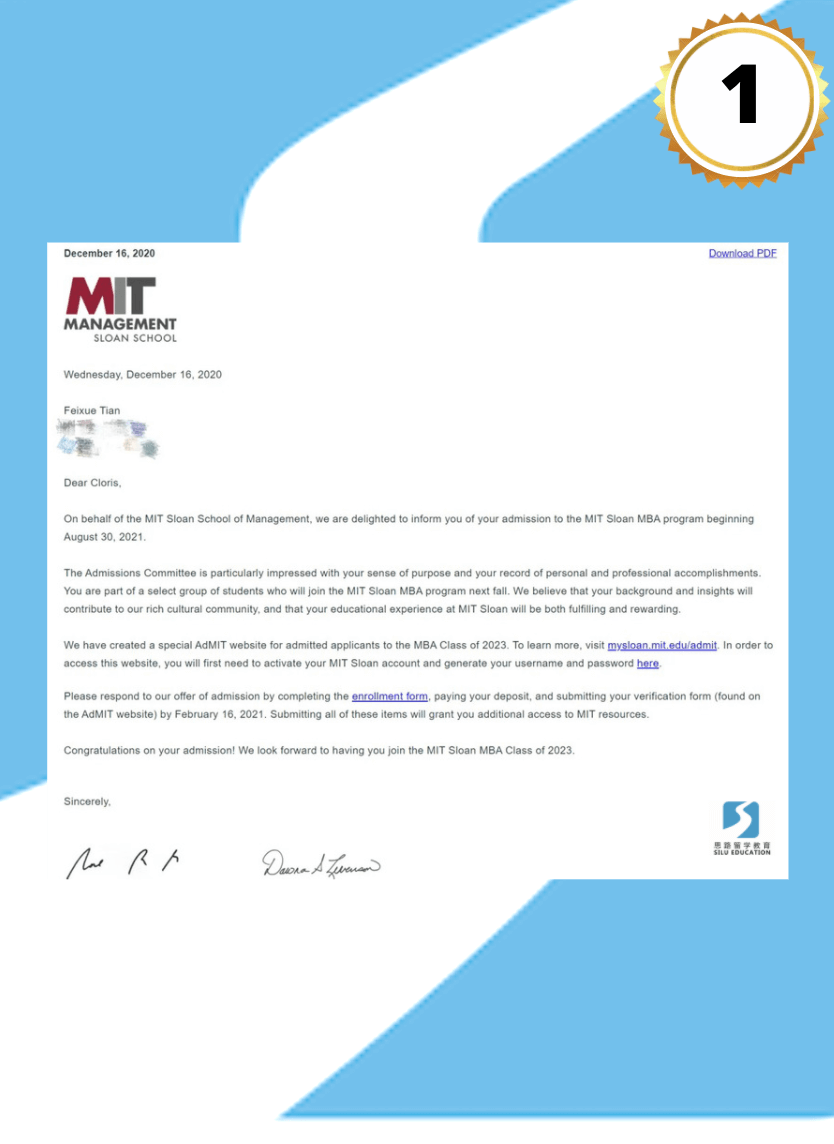 1
December 16, 2020
Download PDF
MIT
MANAGEMENT
SLOAN SCHOOL
Wednesday, December 16, 2020
Feixue Tian
Dear Cloris,
On behalf of the MIT Sloan School of Management, we are delighted to inform you of your admission to the MIT Sloan MBA program beginning
August 30, 2021.
The Admissions Committee is particularly impressed with your sense of purpose and your record of personal and professional accomplishments.
You are part of a select group of students who will join the MIT Sloan MBA program next fall. We believe that your background and insights will
contribute to our rich cultural community, and that your educational experience at MIT Sloan will be both fulfilling and rewarding.
We have created a special AdMIT website for admitted applicants to the MBA Class of 2023. To learn more, visit mysloan.mit.edu/admit. In order to
access this website, you will first need to activate your MIT Sloan account and generate your username and password here.
Please respond to our offer of admission by completing the enrollment form, paying your deposit, and submitting your verification form (found on
the AdMIT website) by February 16, 2021. Submitting all of these items will grant you additional access to MIT resources.
Congratulations on your admission! We look forward to having you join the MIT Sloan MBA Class of 2023.
Sincerely,
思路留学教育
SILU EDUCATION